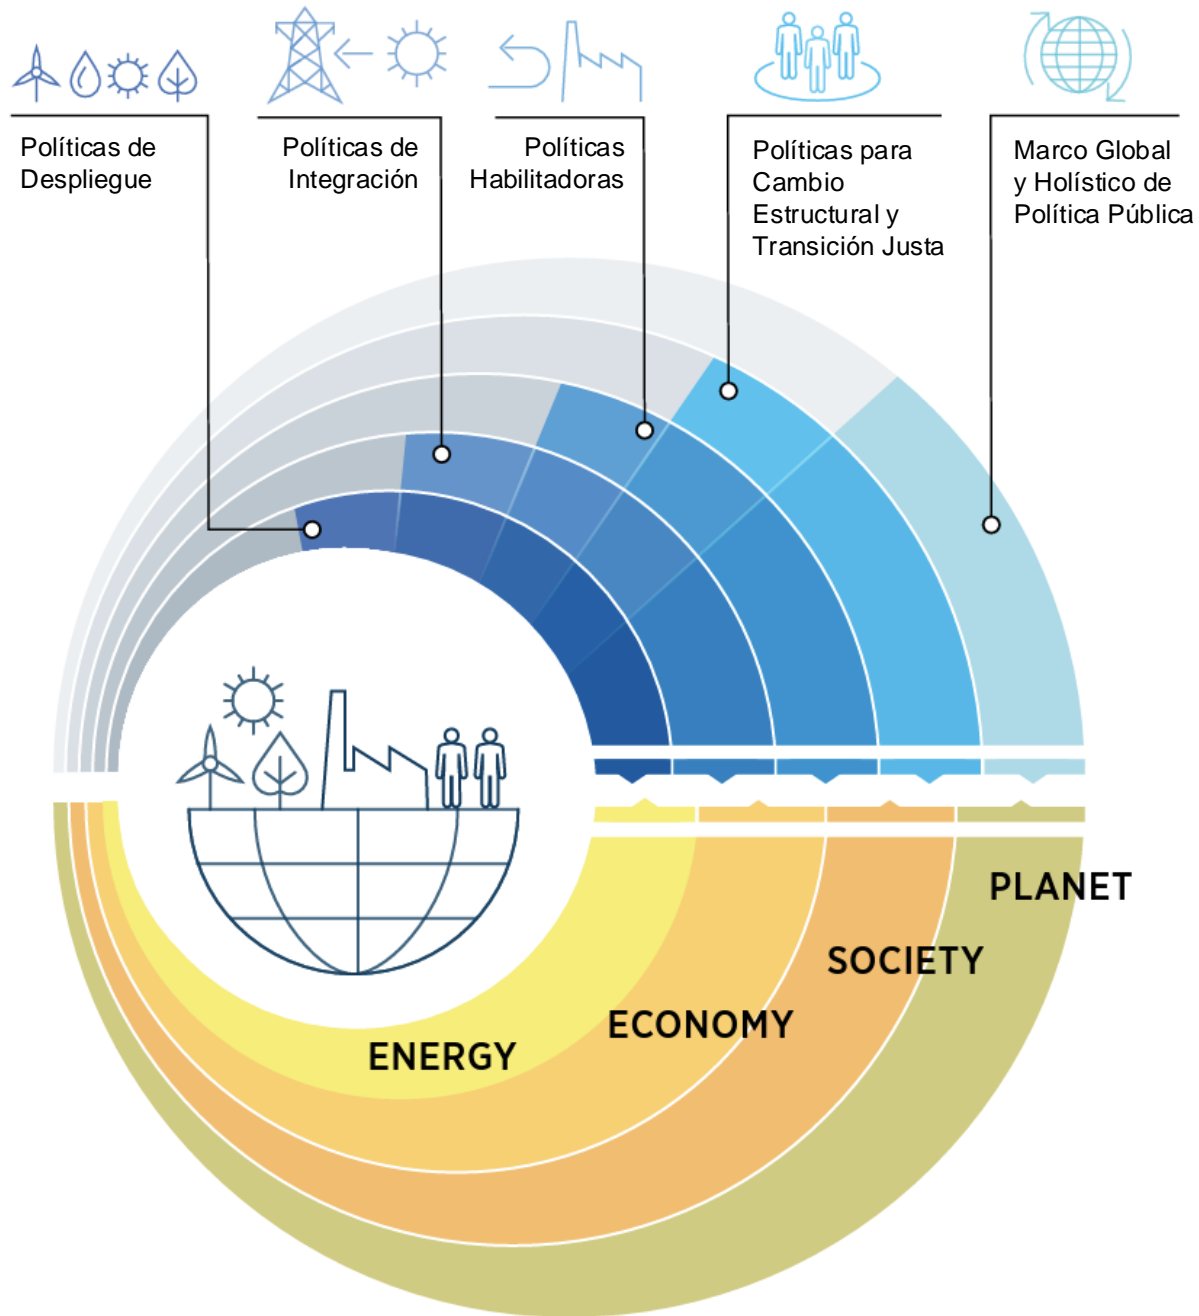 Políticas de
Despliegue
Políticas de
Integración
Políticas
Habilitadoras
Políticas para
Cambio
Estructural y
Transición Justa
Marco Global
y Holístico de
Política Pública
PLANET
SOCIETY
ECONOMY
ENERGY